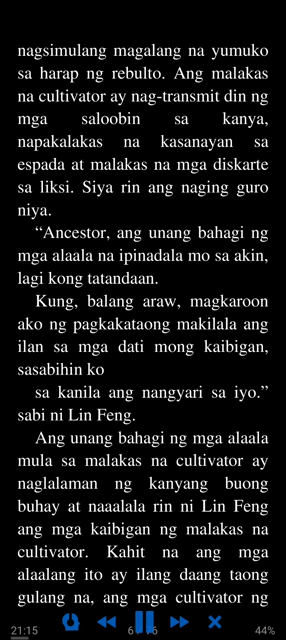 nagsimulang magalang na yumuko
sa harap ng rebulto. Ang malakas
na cultivator ay nag-transmit din ng
mga saloobin sa kanya,
napakalakas na kasanayan sa
espada at malakas na mga diskarte
sa liksi. Siya rin ang naging guro
niya.
“Ancestor, ang unang bahagi ng
mga alaala na ipinadala mo sa akin,
lagi kong tatandaan.
Kung, balang araw, magkaroon
ako ng pagkakataong makilala ang
ilan sa mga dati mong kaibigan,
sasabihin ko
sa kanila ang nangyari sa iyo.”
sabi ni Lin Feng.
Ang unang bahagi ng mga alaala
mula sa malakas na cultivator ay
naglalaman ng kanyang buong
buhay at naaalala rin ni Lin Feng
ang mga kaibigan ng malakas na
cultivator. Kahit na ang mga
alaalang ito ay ilang daang taong
gulang na, ang mga cultivator ng
21:15
44%